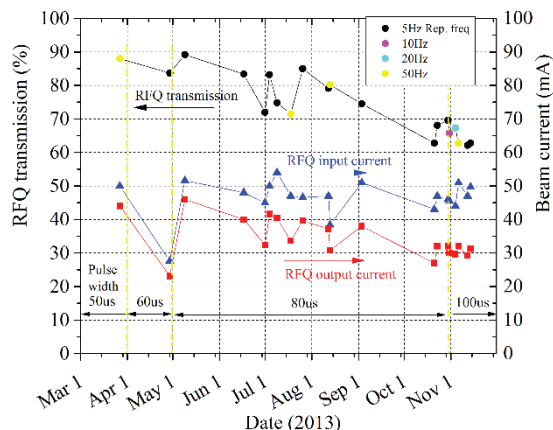 RFQ transmission (%)
100
90
80
70
60
50
40
30
20
10
0
5Hz Rep. freq
10Hz
20Hz
50Hz
RFQ transmission
RFQ input current
RFQ output current
Pulse
width
50us
60us
80us
100us
100
90
80
70
60
50
40
30
20
10
0
Beam current (mA)
Mar 1
Apr 1
May 1
Jun 1
Jul 1
Aug 1
Sep 1
Oct 1
Nov 1
Date (2013)